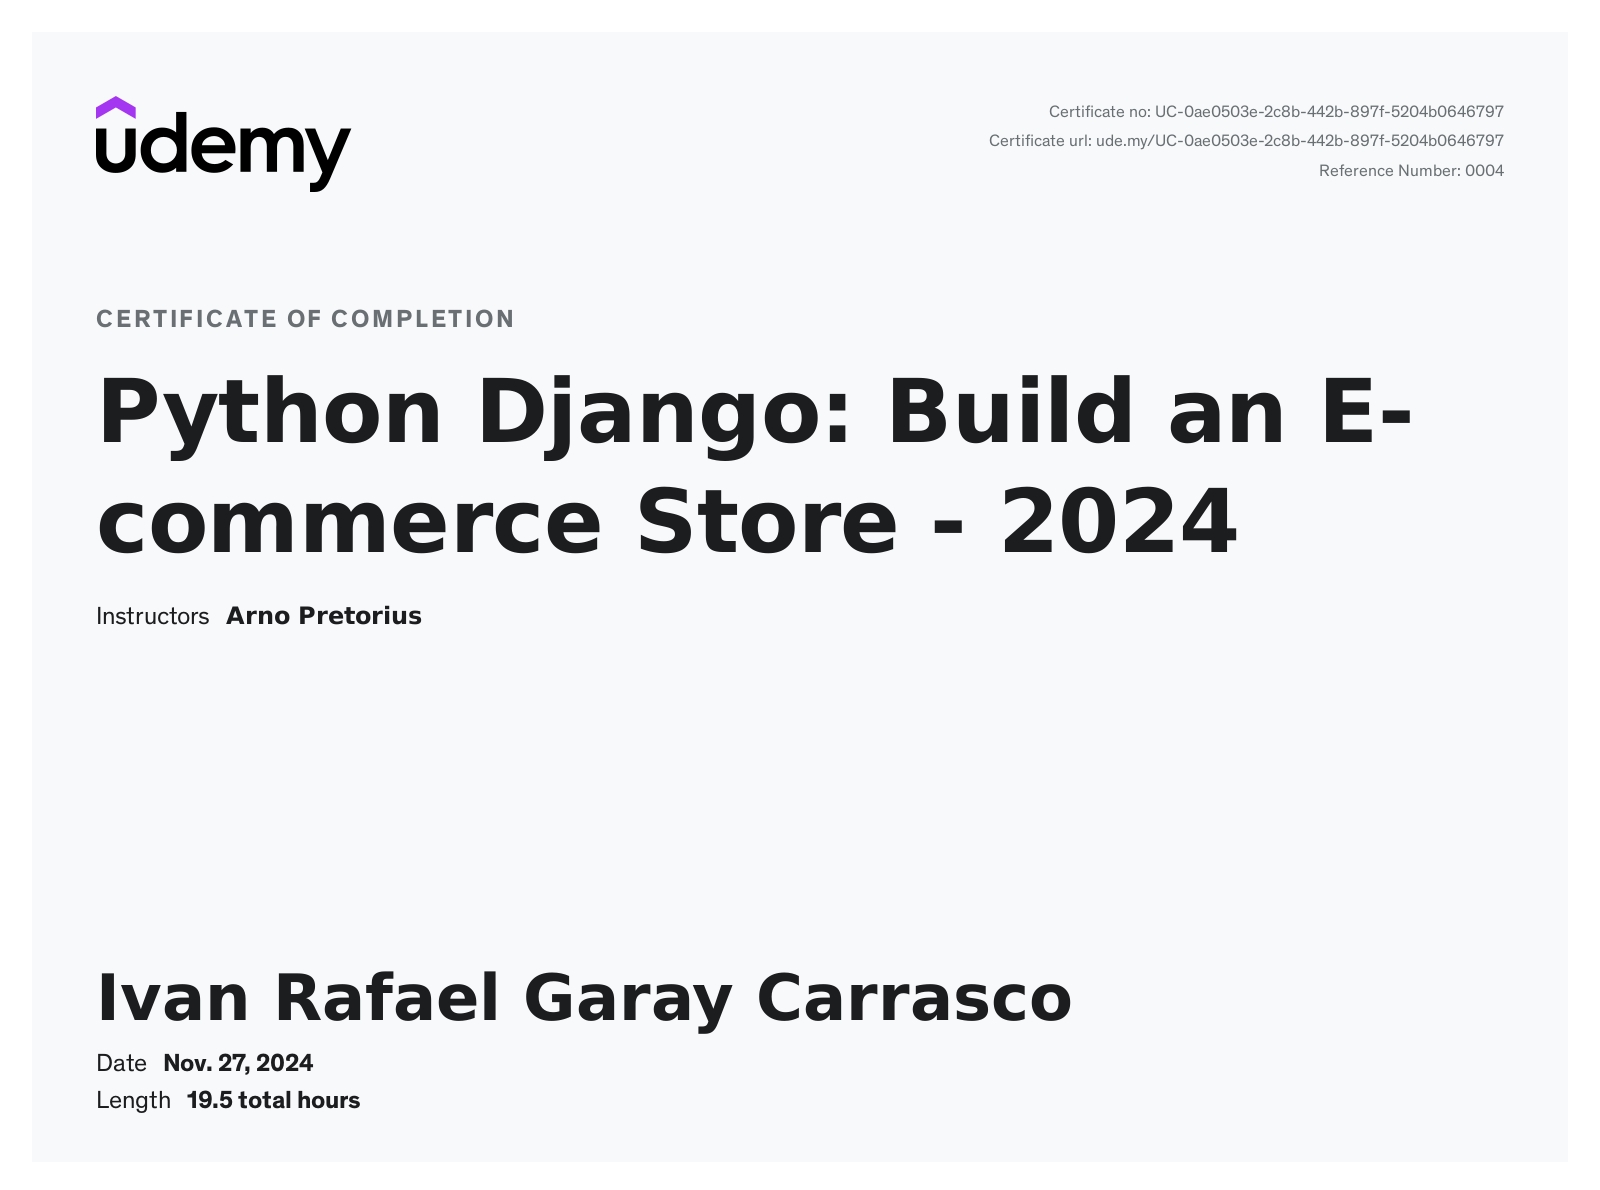 udemy
Certificate no: UC-0ae0503e-2c8b-442b-897f-5204b0646797
Certificate url: ude.my/UC-0ae0503e-2c8b-442b-897f-5204b0646797
Reference Number: 0004
CERTIFICATE OF COMPLETION
Python Django: Build an E-
commerce Store - 2024
Instructors Arno Pretorius
Ivan Rafael Garay Carrasco
Date Nov. 27, 2024
Length 19.5 total hours